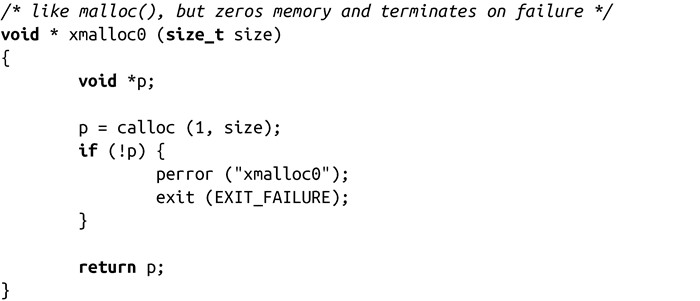 /* like malloc(), but zeros memory and terminates on failure */
void * xmalloc0 (size_t size)
{
        void *p;

        p = calloc (1, size);
        if (!p) {
                perror ("xmalloc0");
                exit (EXIT_FAILURE);
        }

        return p;
}